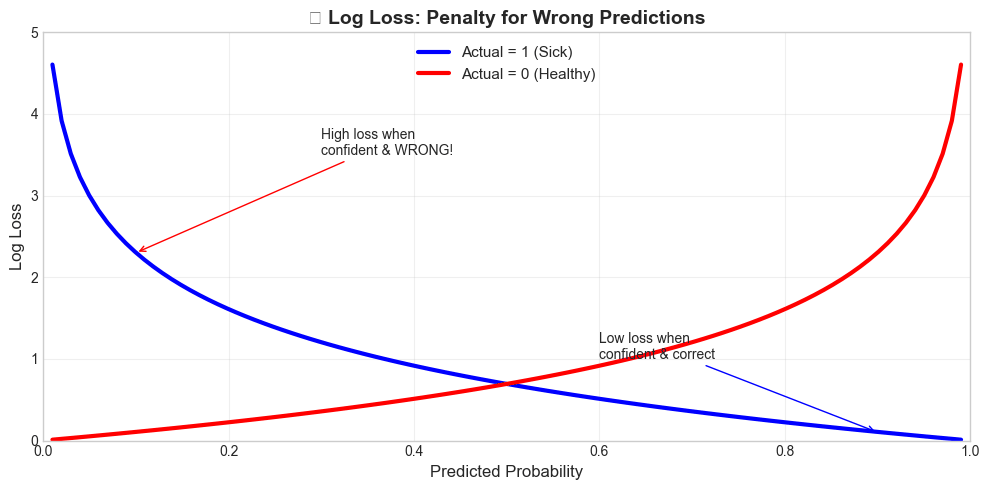 ▯ Log Loss: Penalty for Wrong Predictions
Actual = 1 (Sick)
Actual = 0 (Healthy)
High loss when
confident & WRONG!
Low loss when
confident & correct
Log Loss
5
4
3
2
1
0
0.0
0.2
0.4
0.6
0.8
1.0
Predicted Probability